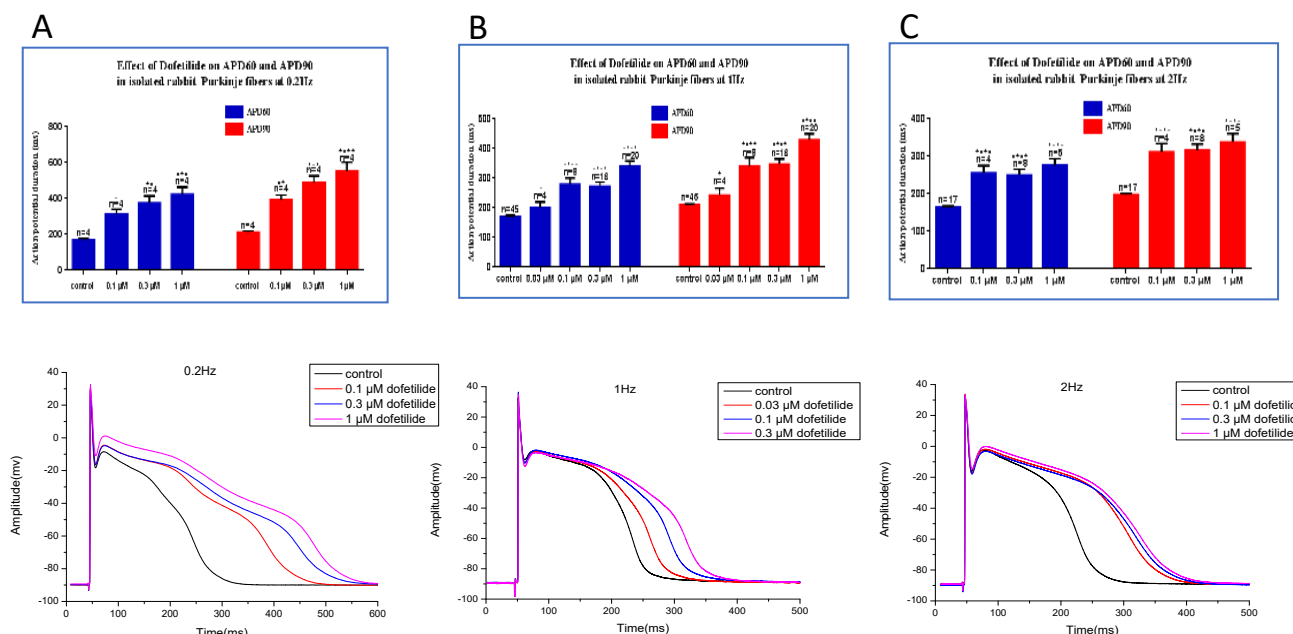 A
B
C
Effect of Dofetilide on APD60 and APD90
in isolated rabbit Purkinje fibers at 0.2Hz
APD60
APD90
Action potential duration (ms)
800
600
400
200
0
n=4
n=4
n=4
n=4
n=4
n=4
n=4
n=4
control
0.1 µM
0.3 µM
1 µM
control
0.1 µM
0.3 µM
1 µM
Effect of Dofetilide on APD60 and APD90
in isolated rabbit Purkinje fibers at 1Hz
APD60
APD90
Action potential duration (ms)
500
400
300
200
100
0
n=45
n=4
n=8
n=16
n=20
n=45
n=4
n=16
n=20
control
0.03 µM
0.1 µM
0.3 µM
1 µM
control
0.03 µM
0.1 µM
0.3 µM
1 µM
Effect of Dofetilide on APD60 and APD90
in isolated rabbit Purkinje fibers at 2Hz
APD60
APD90
Action potential duration (ms)
400
300
200
100
0
n=17
n=4
n=8
n=5
n=17
n=4
n=8
n=5
control
0.1 µM
0.3 µM
1 µM
control
0.1 µM
0.3 µM
1 µM
0.2Hz
control
0.1 µM dofetilide
0.3 µM dofetilide
1 µM dofetilide
Amplitude(mv)
40
20
0
-20
-40
-60
-80
-100
0
100
200
300
400
500
600
Time(ms)
1Hz
control
0.03 µM dofetilide
0.1 µM dofetilide
0.3 µM dofetilide
Amplitude(mv)
40
20
0
-20
-40
-60
-80
-100
0
100
200
300
400
500
Time(ms)
2Hz
control
0.1 µM dofetilide
0.3 µM dofetilide
1 µM dofetilide
Amplitude(mv)
40
20
0
-20
-40
-60
-80
-100
0
100
200
300
400
500
Time(ms)